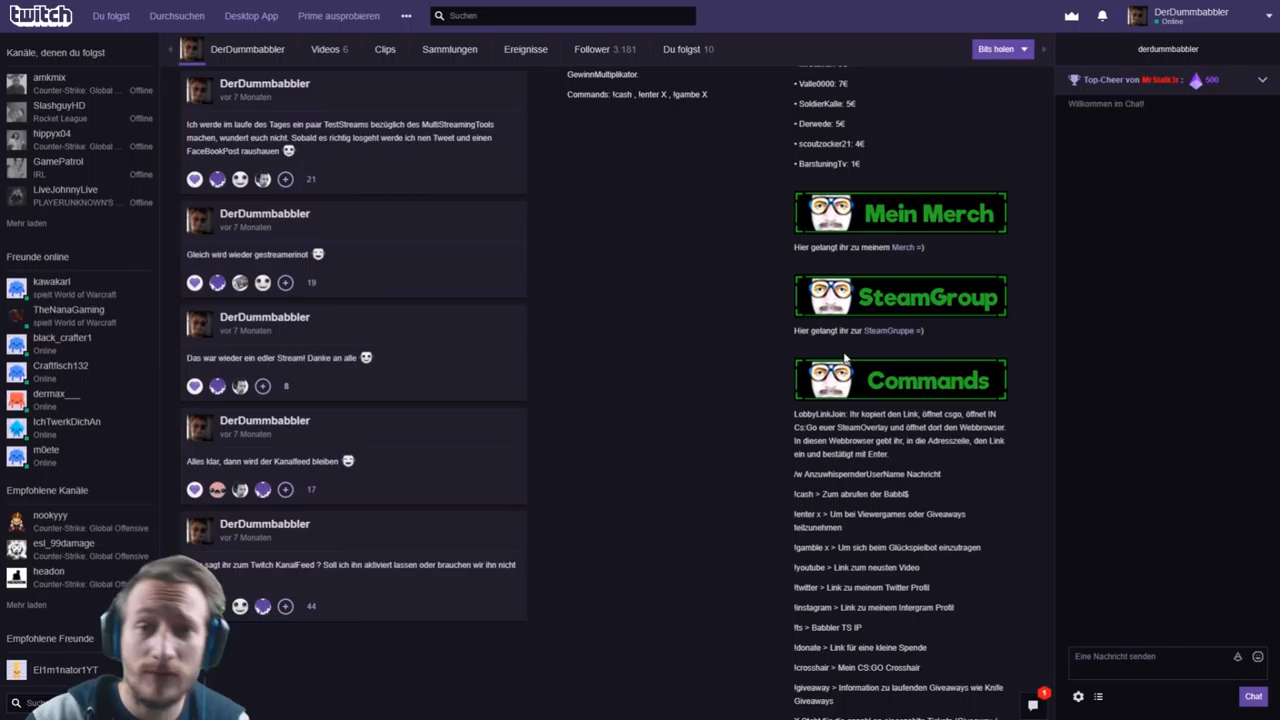 twitch
Du folgst
Durchsuchen
Desktop App
Prime ausprobieren
Suchen
DerDummbabbler
Online
Kanäle, denen du folgst
amkmix
Counter-Strike: Global ... Offline
SlashguyHD
Rocket League Offline
hippyx04
Counter-Strike: Global ... Offline
GamePatrol
IRL Offline
LiveJohnnyLive
PLAYERUNKNOWN'S ... Offline
Mehr laden
Freunde online
kawakarl
spielt World of Warcraft
TheNanaGaming
spielt World of Warcraft
black_crafter1
Online
Craftfisch132
Online
dermax___
Online
IchTwerkDichAn
Online
m0ete
Online
Empfohlene Kanäle
nookyyy
Counter-Strike: Global Offensive
esl_99damage
Counter-Strike: Global Offensive
headon
Counter-Strike: Global Offensive
Mehr laden
Empfohlene Freunde
El1m1nator1YT
DerDummbabbler
Videos 6
Clips
Sammlungen
Ereignisse
Follower 3.181
Du folgst 10
Bits holen
DerDummbabbler
vor 7 Monaten
Ich werde im laufe des Tages ein paar TestStreams bezüglich des MultiStreamingTools
machen, wundert euch nicht. Sobald es richtig losgeht werde ich nen Tweet und einen
FaceBookPost raushauen
21
DerDummbabbler
vor 7 Monaten
Gleich wird wieder gestreamerinot
19
DerDummbabbler
vor 7 Monaten
Das war wieder ein edler Stream! Danke an alle
8
DerDummbabbler
vor 7 Monaten
Alles klar, dann wird der Kanalfeed bleiben
17
DerDummbabbler
vor 7 Monaten
sagt ihr zum Twitch KanalFeed ? Soll ich ihn aktiviert lassen oder brauchen wir ihn nicht
44
GewinnMultiplikator.
Commands: !cash , !enter X , !gambe X
• Valle0000: 7€
• SoldierKalle: 5€
• Derwede: 5€
• scoutzocker21: 4€
• BarstuningTv: 1€
Mein Merch
Hier gelangt ihr zu meinem Merch =)
SteamGroup
Hier gelangt ihr zur SteamGruppe =)
Commands
LobbyLinkJoin: Ihr kopiert den Link, öffnet csgo, öffnet IN
Cs:Go euer SteamOverlay und öffnet dort den Webbrowser.
In diesen Webbrowser gebt ihr, in die Adresszeile, den Link
ein und bestätigt mit Enter.
/w AnzuwhispernderUserName Nachricht
!cash > Zum abrufen der Babbl$
!enter x > Um bei Viewergames oder Giveaways
teilzunehmen
!gamble x > Um sich beim Glückspielbot einzutragen
!youtube > Link zum neusten Video
!twitter > Link zu meinem Twitter Profil
!instagram > Link zu meinem Intergram Profil
!ts > Babbler TS IP
!donate > Link für eine kleine Spende
!crosshair > Mein CS:GO Crosshair
!giveaway > Information zu laufenden Giveaways wie Knife
Giveaways
derdummbabbler
Top-Cheer von MrSialk3r : 500
Willkommen im Chat!
Eine Nachricht senden
1
Chat